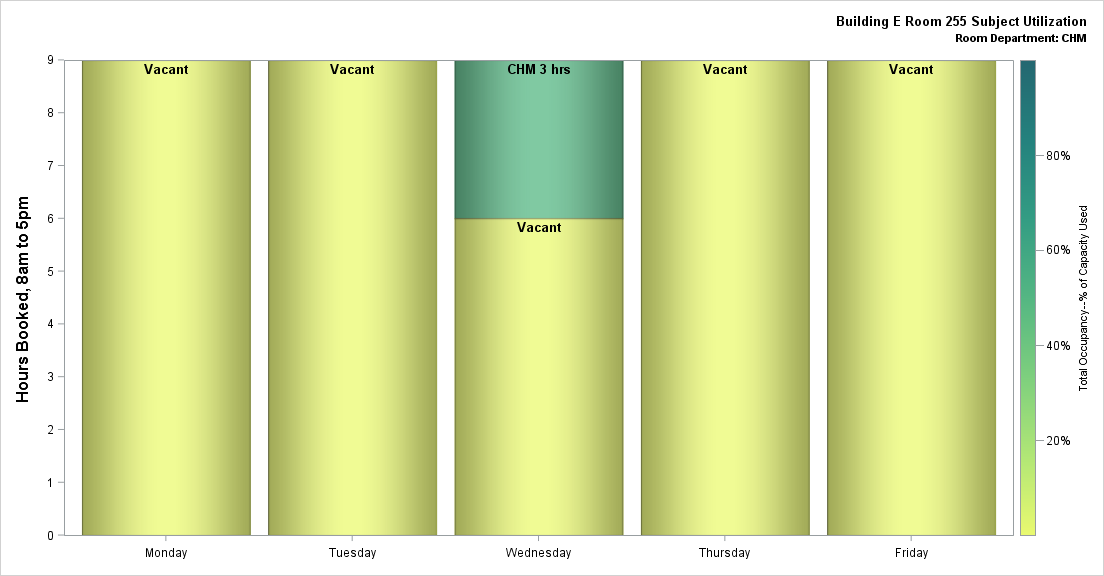 Building E Room 255 Subject Utilization
Room Department: CHM
Hours Booked, 8am to 5pm
9
8
7
6
5
4
3
2
1
0
Vacant
Vacant
CHM 3 hrs
Vacant
Vacant
Vacant
Monday
Tuesday
Wednesday
Thursday
Friday
80%
60%
40%
20%
Total Occupancy--% of Capacity Used